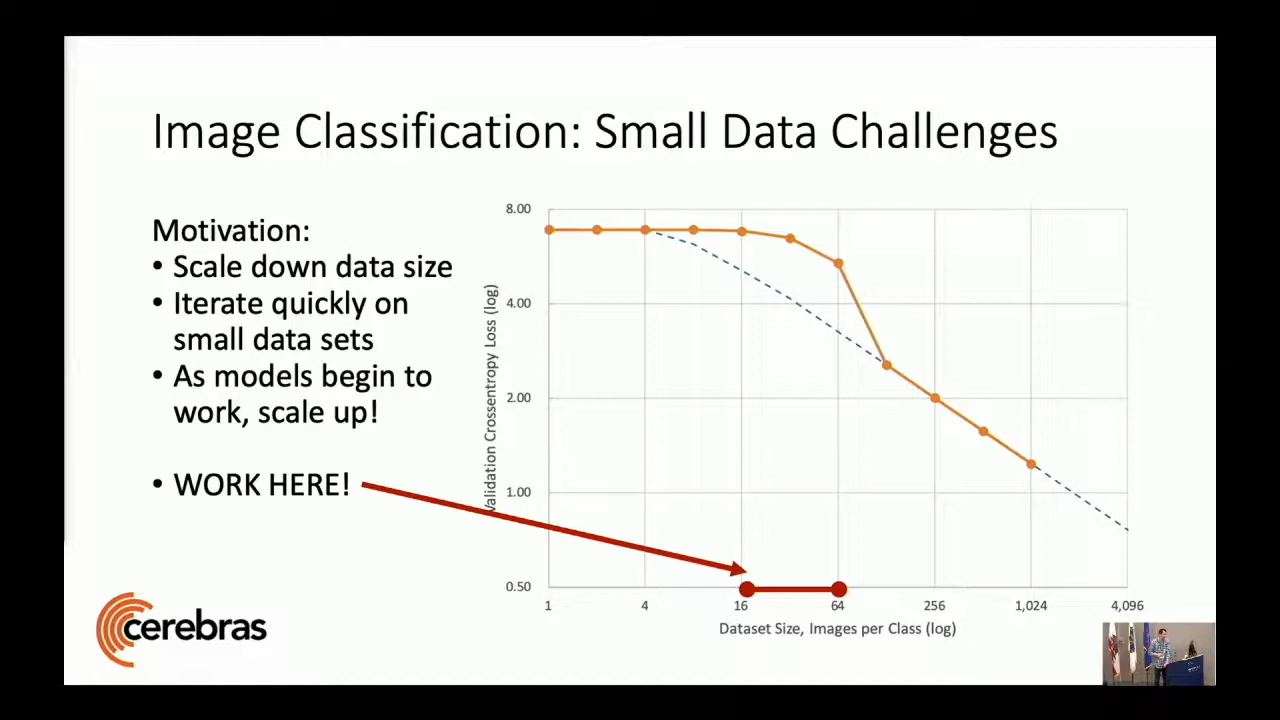 Image Classification: Small Data Challenges
Motivation:
• Scale down data size
• Iterate quickly on
small data sets
• As models begin to
work, scale up!
• WORK HERE!
Validation Crossentropy Loss (log)
8.00
4.00
2.00
1.00
0.50
1
4
16
64
256
1,024
4,096
Dataset Size, Images per Class (log)
cerebras